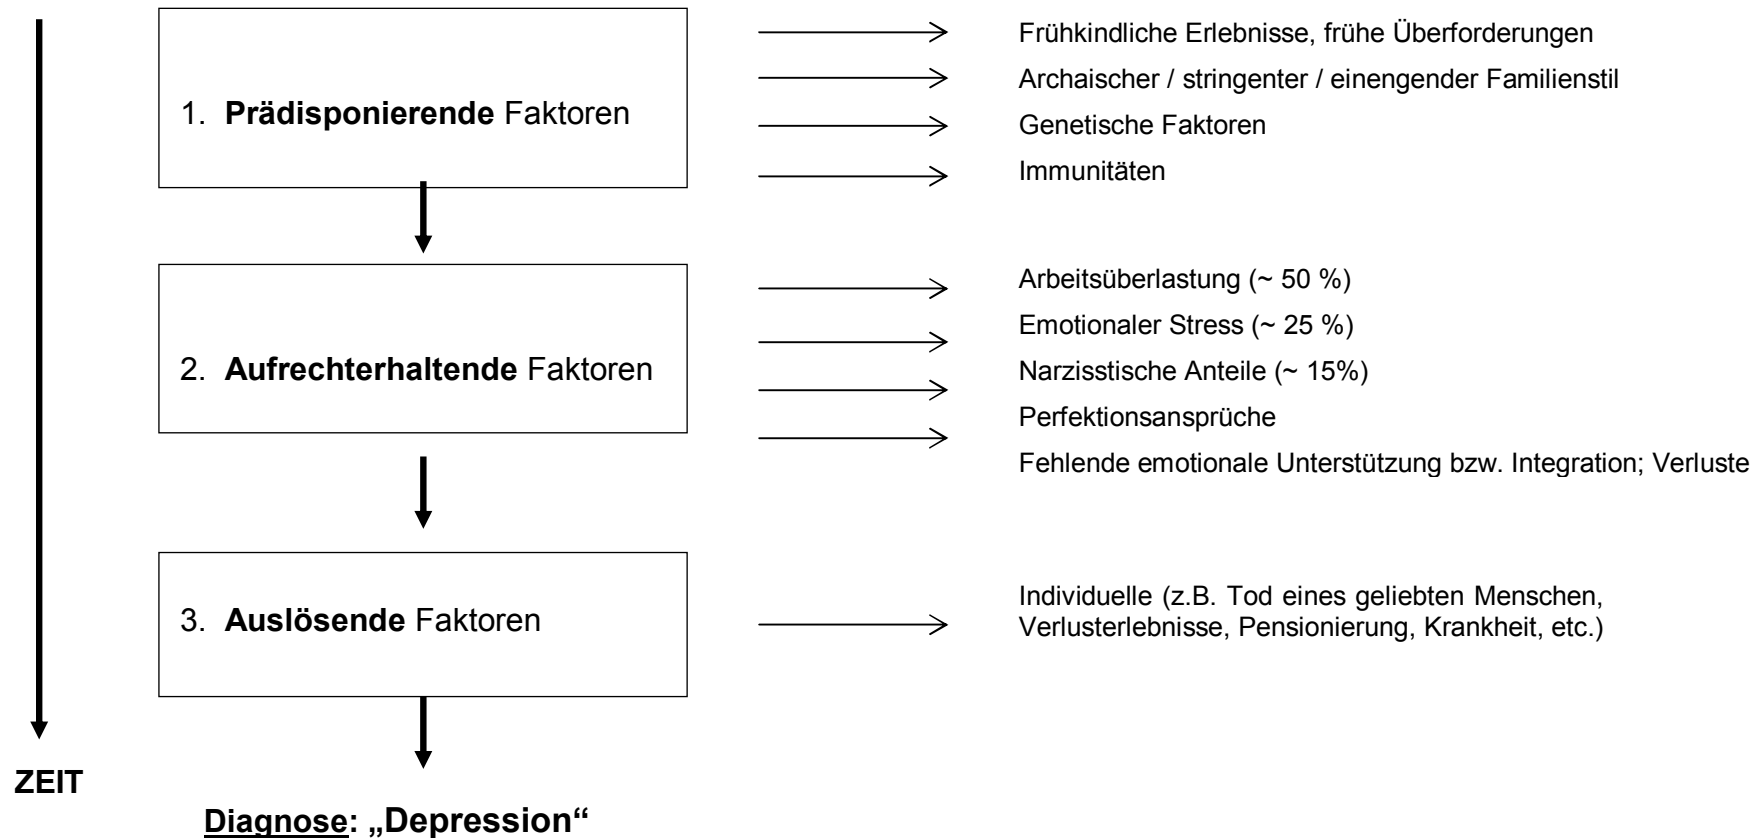 1. Prädisponierende Faktoren
Frühkindliche Erlebnisse, frühe Überforderungen
Archaischer / stringenter / einengender Familienstil
Genetische Faktoren
Immunitäten
2. Aufrechterhaltende Faktoren
Arbeitsüberlastung (~ 50 %)
Emotionaler Stress (~ 25 %)
Narzisstische Anteile (~ 15%)
Perfektionsansprüche
Fehlende emotionale Unterstützung bzw. Integration; Verluste
3. Auslösende Faktoren
Individuelle (z.B. Tod eines geliebten Menschen,
Verlusterlebnisse, Pensionierung, Krankheit, etc.)
ZEIT
Diagnose: „Depression“